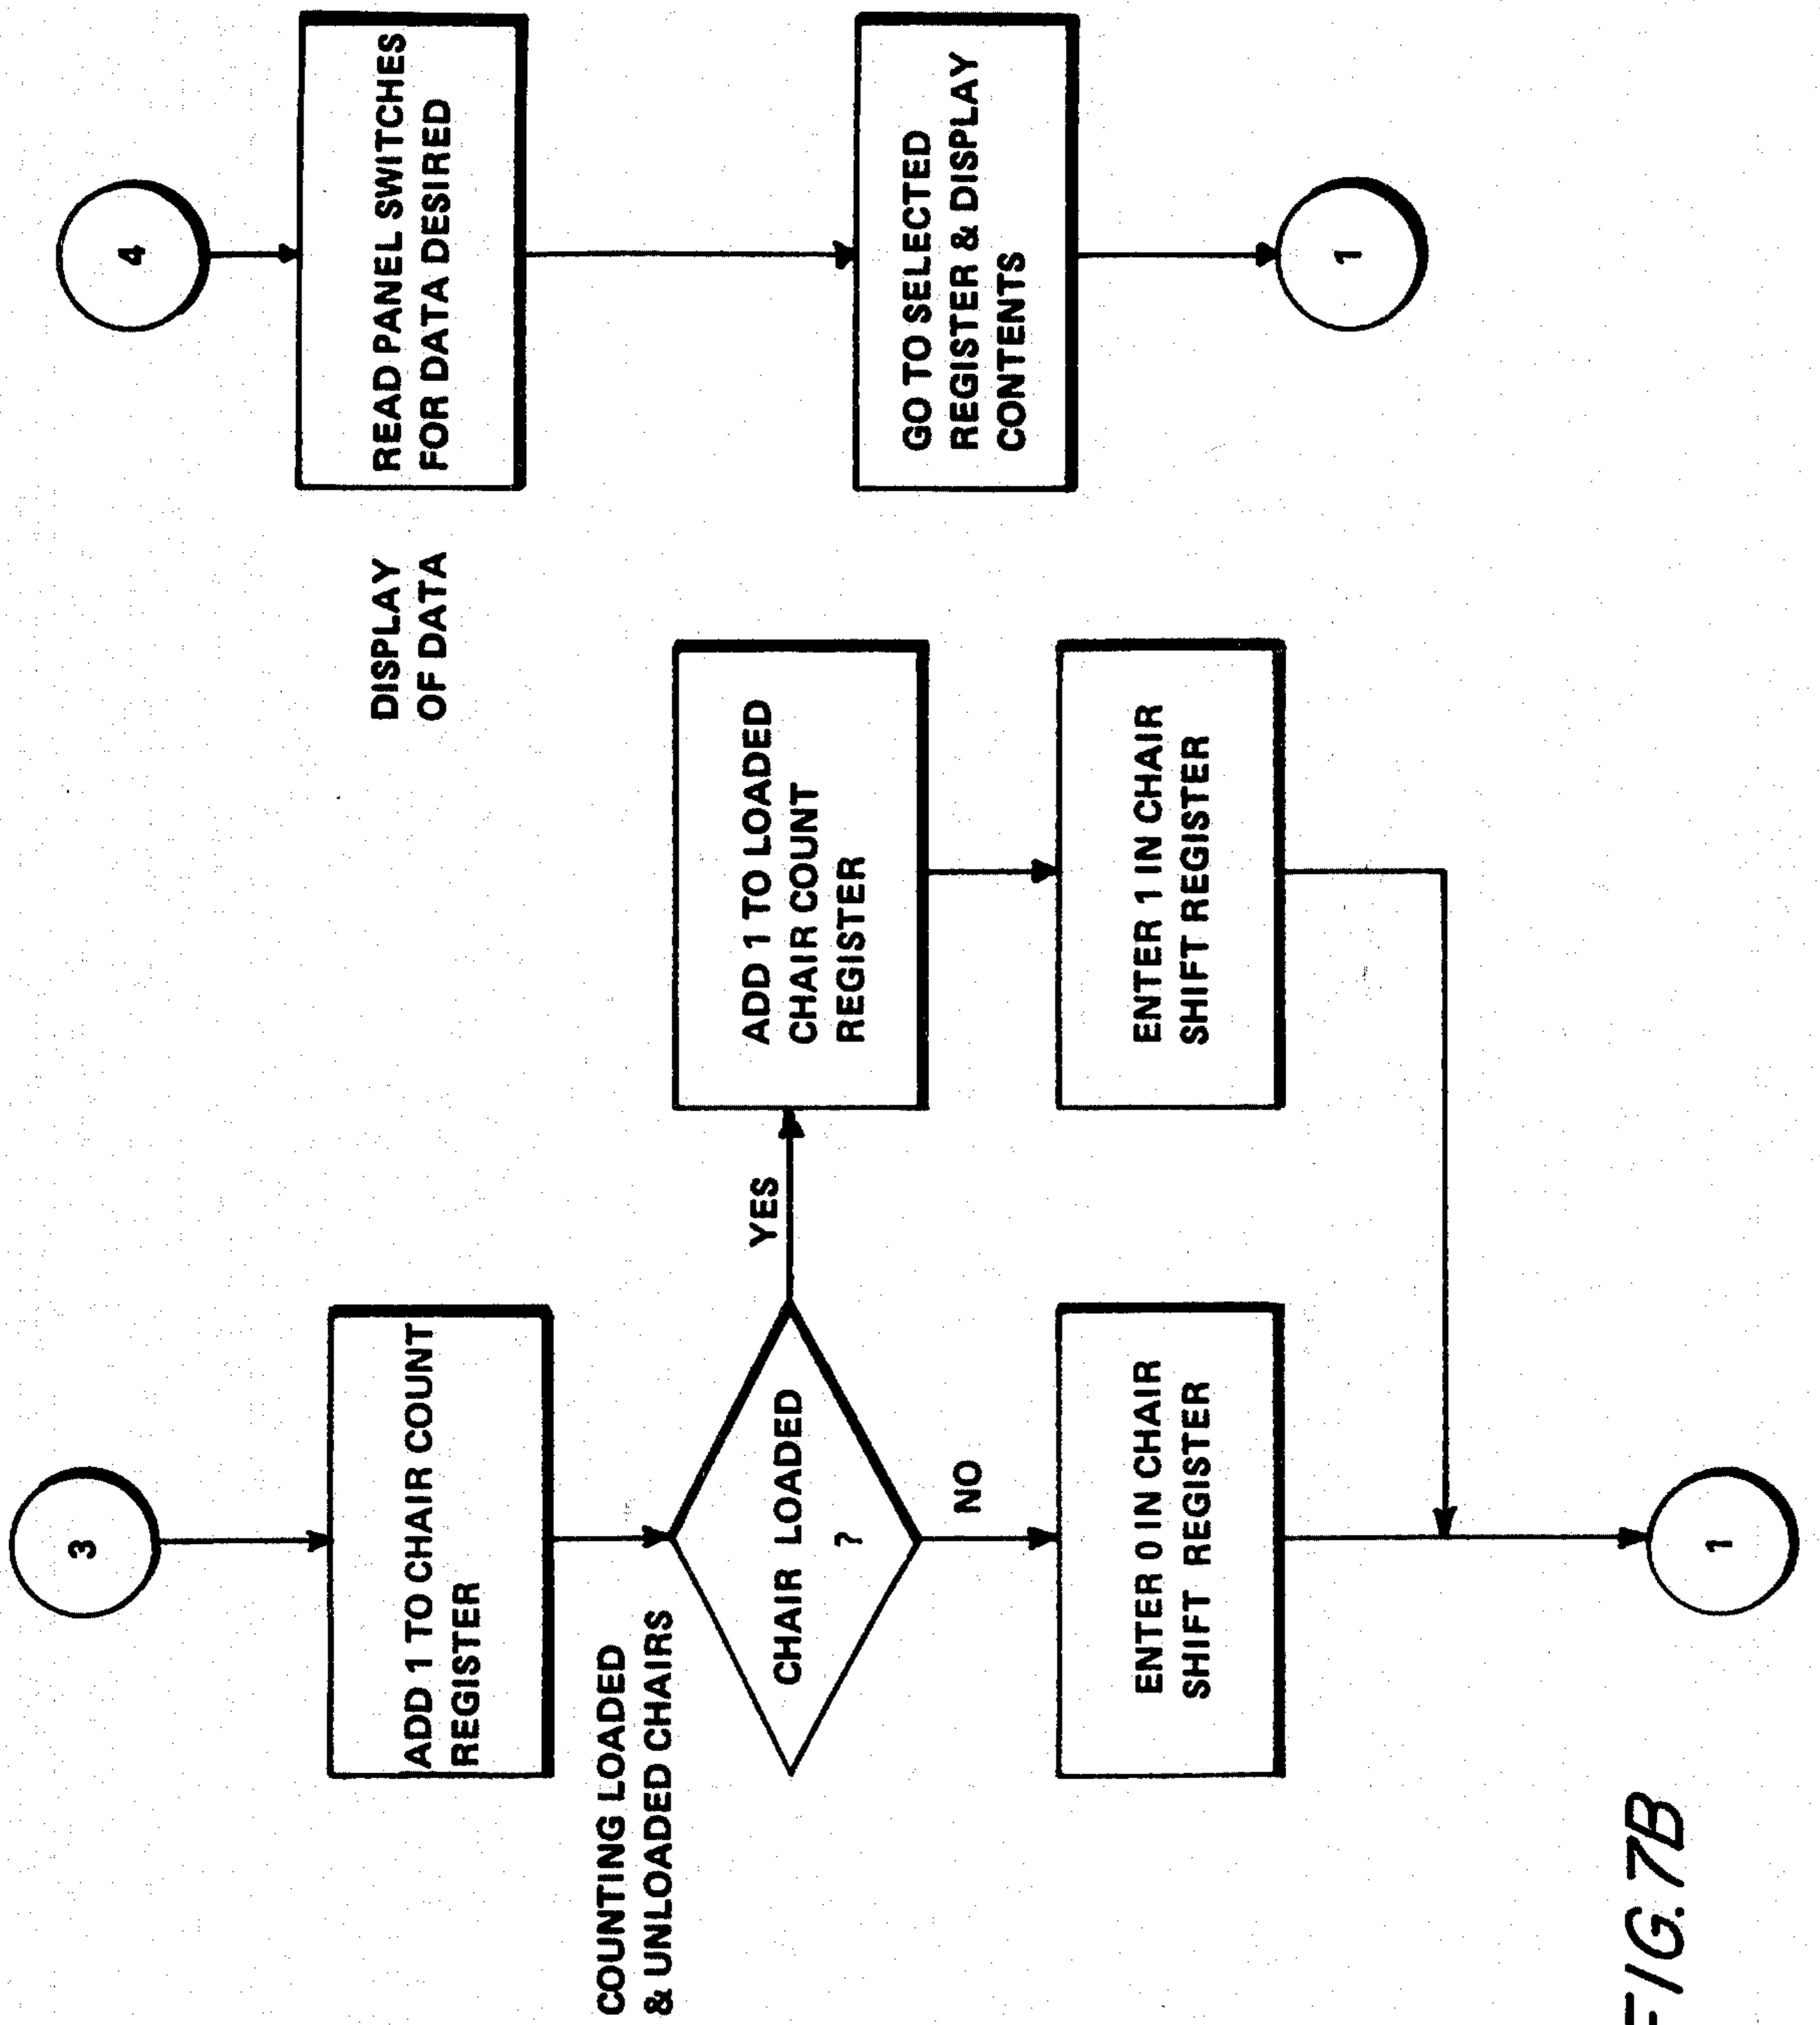 3
ADD 1 TO CHAIR COUNT
REGISTER
COUNTING LOADED
& UNLOADED CHAIRS
CHAIR LOADED
?
YES
NO
ADD 1 TO LOADED
CHAIR COUNT
REGISTER
ENTER 0 IN CHAIR
SHIFT REGISTER
ENTER 1 IN CHAIR
SHIFT REGISTER
1
4
DISPLAY
OF DATA
READ PANEL SWITCHES
FOR DATA DESIRED
GO TO SELECTED
REGISTER & DISPLAY
CONTENTS
1
FIG. 7B